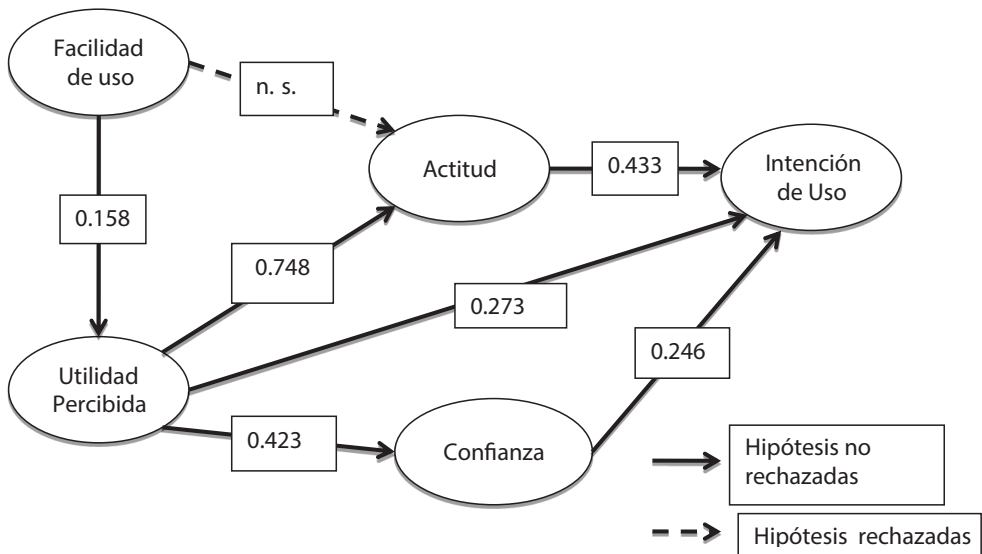 Facilidad
de uso
n. s.
Actitud
0.433
Intención
de Uso
0.158
0.748
0.273
0.246
Utilidad
Percibida
0.423
Confianza
Hipótesis no
rechazadas
Hipótesis rechazadas